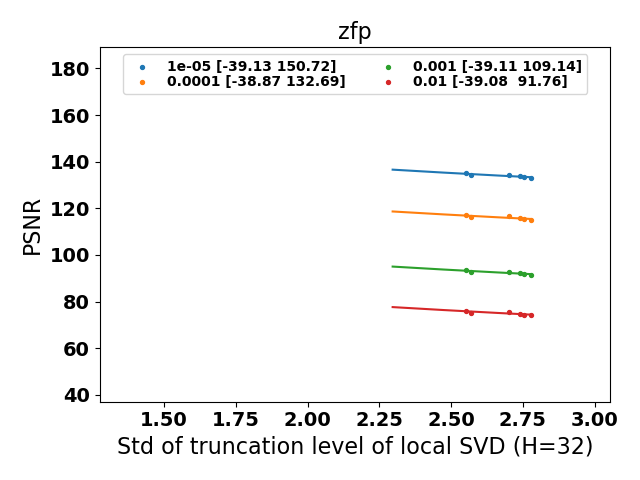 zfp
1e-05 [-39.13 150.72]
0.0001 [-38.87 132.69]
0.001 [-39.11 109.14]
0.01 [-39.08  91.76]
PSNR
180
160
140
120
100
80
60
40
1.50 1.75 2.00 2.25 2.50 2.75 3.00
Std of truncation level of local SVD (H=32)